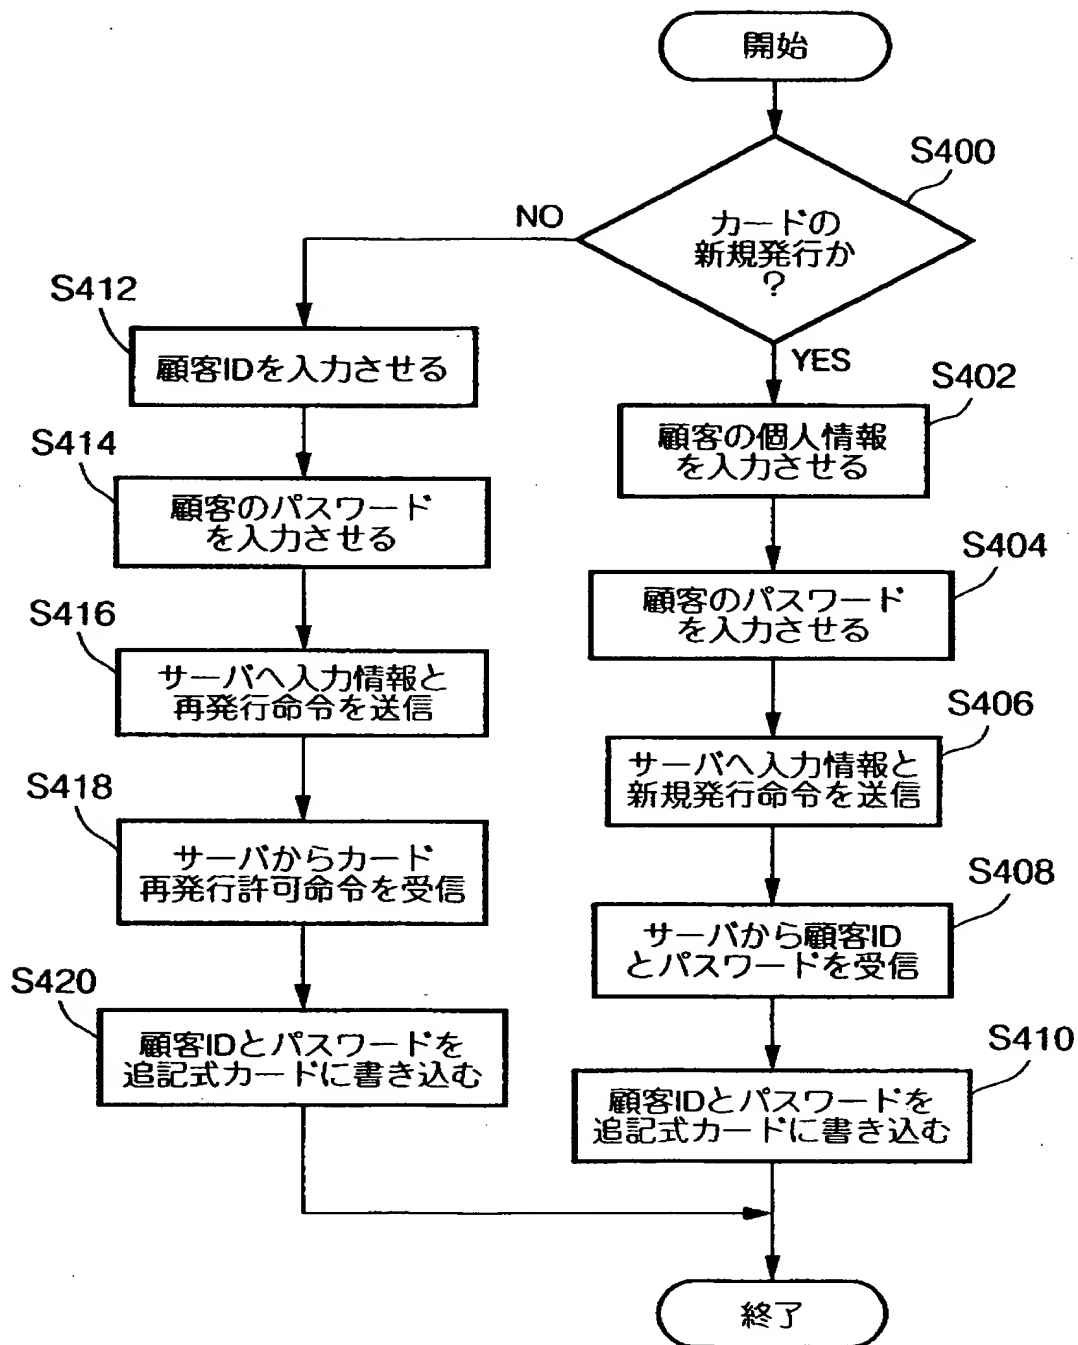 開始
S400
カードの
新規発行か
？
NO
YES
S412
顧客IDを入力させる
S414
顧客のパスワード
を入力させる
S416
サーバへ入力情報と
再発行命令を送信
S418
サーバからカード
再発行許可命令を受信
S420
顧客IDとパスワードを
追記式カードに書き込む
S402
顧客の個人情報
を入力させる
S404
顧客のパスワード
を入力させる
S406
サーバへ入力情報と
新規発行命令を送信
S408
サーバから顧客ID
とパスワードを受信
S410
顧客IDとパスワードを
追記式カードに書き込む
終了